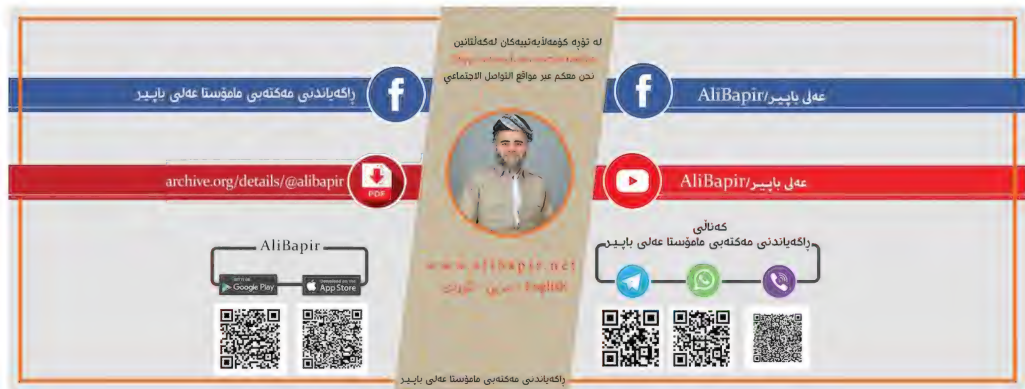 لە تۆڕە کۆمەڵایەتییەکان لەگەڵتانین
نحن معكم عبر مواقع التواصل الاجتماعي
عەلی باپیر/AliBapir
ڕاگەیاندنی مەکتەبی مامۆستا عەلی باپیر
عەلی باپیر/AliBapir
archive.org/details/@alibapir
PDF
کەناڵی
ڕاگەیاندنی مەکتەبی مامۆستا عەلی باپیر
AliBapir
Google Play
App Store
www.alibapir.net
کوردی - عربي - English
ڕاگەیاندنی مەکتەبی مامۆستا عەلی باپیر